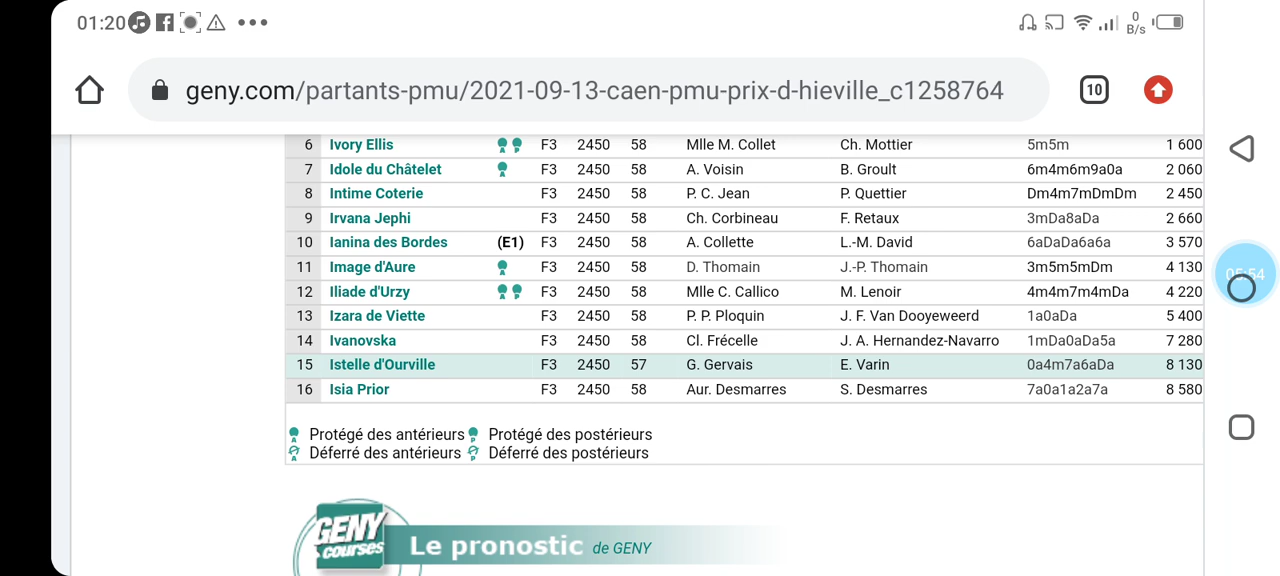 01:20
0
B/s
geny.com/partants-pmu/2021-09-13-caen-pmu-prix-d-hieville_c1258764
10
6 Ivory Ellis A P F3 2450 58 Mlle M. Collet Ch. Mottier 5m5m 1 600
7 Idole du Châtelet A F3 2450 58 A. Voisin B. Groult 6m4m6m9a0a 2 060
8 Intime Coterie F3 2450 58 P. C. Jean P. Quettier Dm4m7mDmDm 2 450
9 Irvana Jephi F3 2450 58 Ch. Corbineau F. Retaux 3mDa8aDa 2 660
10 Ianina des Bordes (E1) F3 2450 58 A. Collette L.-M. David 6aDaDa6a6a 3 570
11 Image d'Aure A F3 2450 58 D. Thomain J.-P. Thomain 3m5m5mDm 4 130
12 Iliade d'Urzy A P F3 2450 58 Mlle C. Callico M. Lenoir 4m4m7m4mDa 4 220
13 Izara de Viette F3 2450 58 P. P. Ploquin J. F. Van Dooyeweerd 1a0aDa 5 400
14 Ivanovska F3 2450 58 Cl. Frécelle J. A. Hernandez-Navarro 1mDa0aDa5a 7 280
15 Istelle d'Ourville F3 2450 57 G. Gervais E. Varin 0a4m7a6aDa 8 130
16 Isia Prior F3 2450 58 Aur. Desmarres S. Desmarres 7a0a1a2a7a 8 580
05:54
A Protégé des antérieurs P Protégé des postérieurs
A Déferré des antérieurs P Déferré des postérieurs
GENY
courses
Le pronostic de GENY